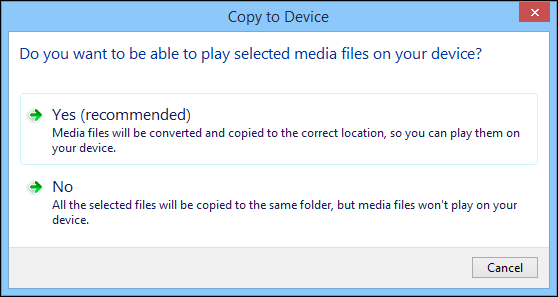 Copy to Device
Do you want to be able to play selected media files on your device?
Yes (recommended)
Media files will be converted and copied to the correct location, so you can play them on
your device.
No
All the selected files will be copied to the same folder, but media files won't play on your
device.
Cancel